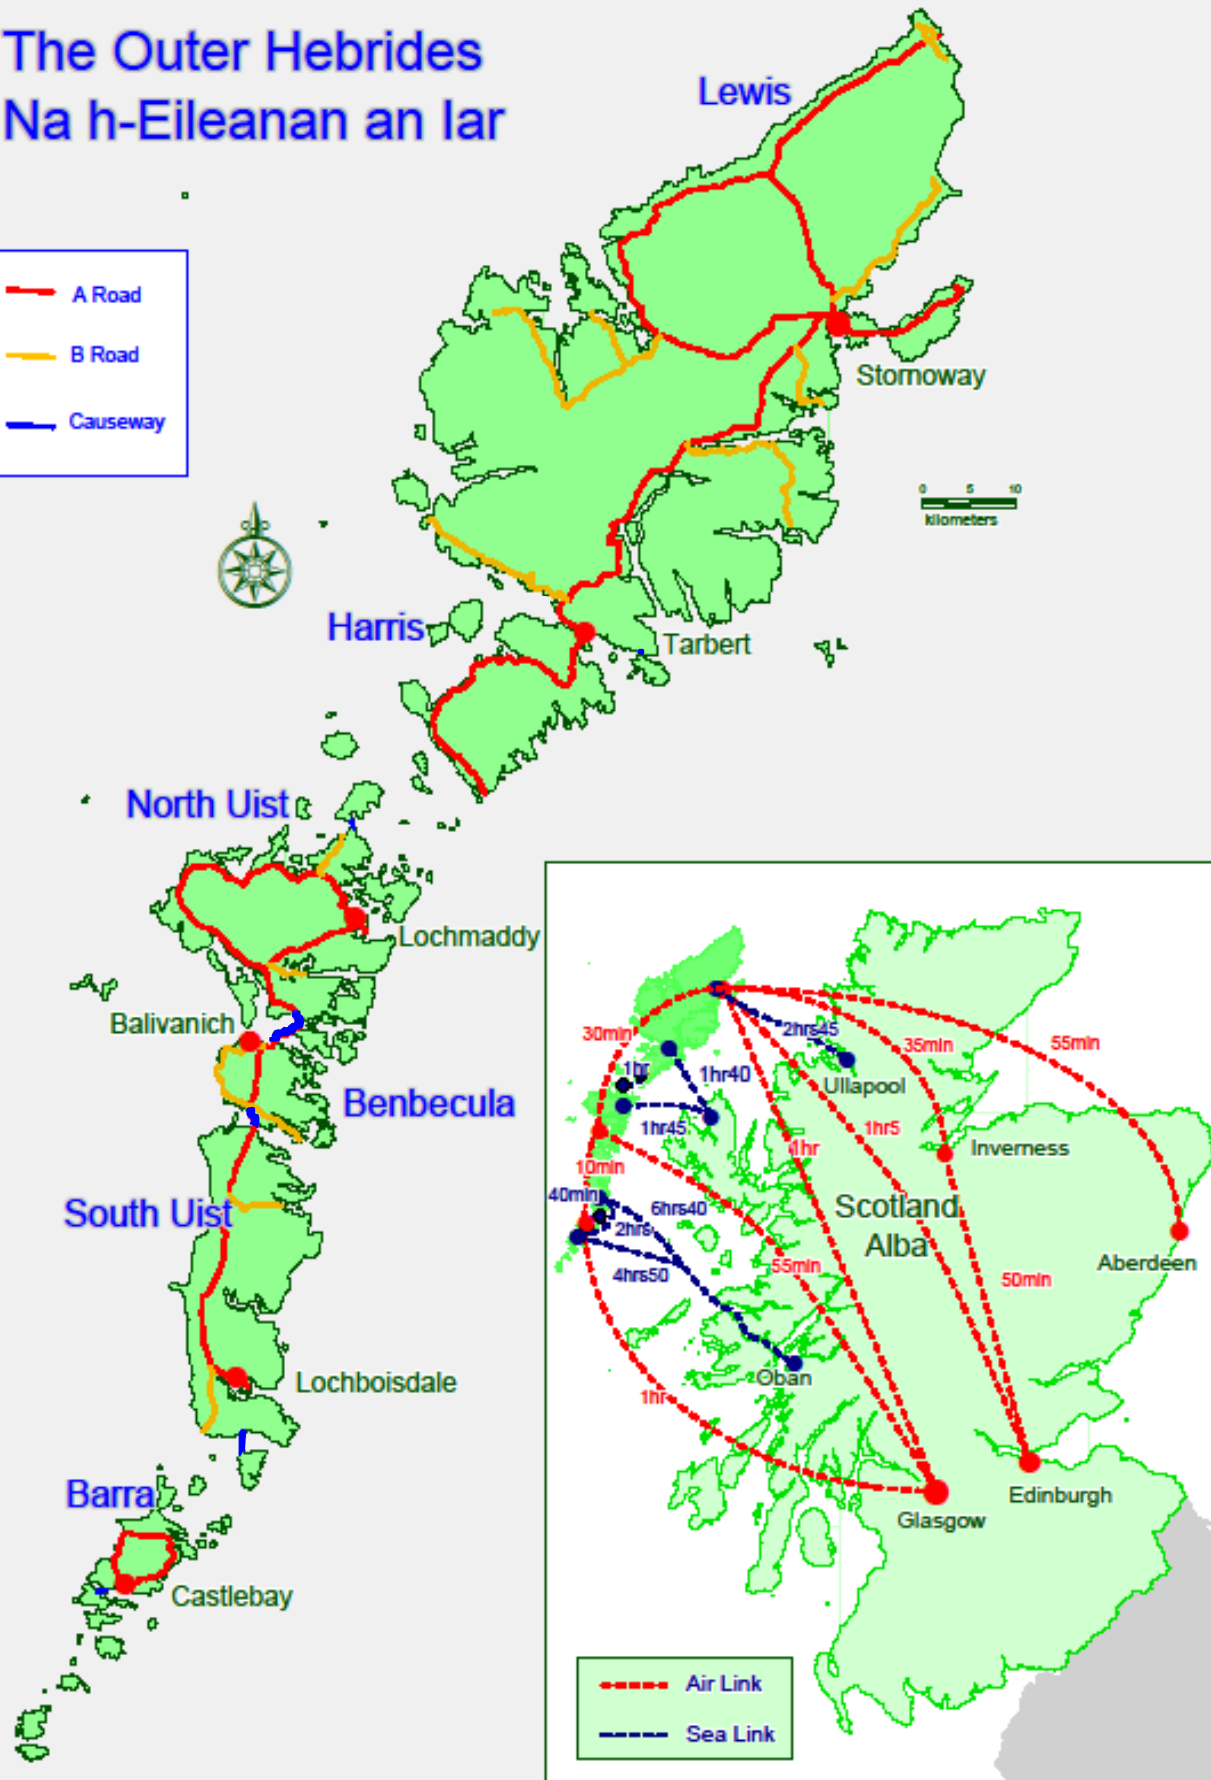 The Outer Hebrides
Na h-Eileanan an Iar
Lewis
A Road
B Road
Causeway
Stornoway
0 5 10
kilometers
Harris
Tarbert
North Uist
Lochmaddy
Balivanich
Benbecula
South Uist
Lochboisdale
Barra
Castlebay
30min
2hrs45
35min
55min
1hr
1hr40
Ullapool
1hr45
1hr
1hr5
Inverness
10min
40min
6hrs40
2hrs
Scotland
Alba
4hrs50
55min
50min
Aberdeen
Oban
1hr
Edinburgh
Glasgow
Air Link
Sea Link